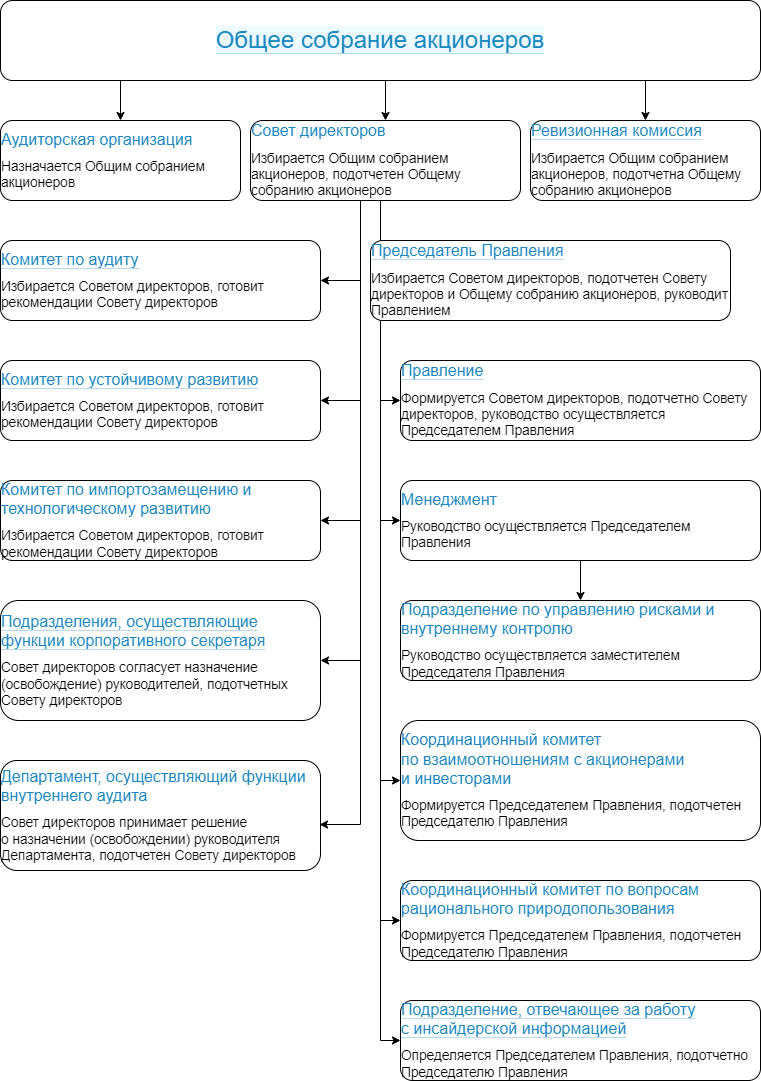 Общее собрание акционеров
Аудиторская организация
Назначается Общим собранием
акционеров
Совет директоров
Избирается Общим собранием
акционеров, подотчетен Общему
собранию акционеров
Ревизионная комиссия
Избирается Общим собранием
акционеров, подотчетна Общему
собранию акционеров
Комитет по аудиту
Избирается Советом директоров, готовит
рекомендации Совету директоров
Председатель Правления
Избирается Советом директоров, подотчетен Совету
директоров и Общему собранию акционеров, руководит
Правлением
Комитет по устойчивому развитию
Избирается Советом директоров, готовит
рекомендации Совету директоров
Правление
Формируется Советом директоров, подотчетно Совету
директоров, руководство осуществляется
Председателем Правления
Комитет по импортозамещению и
технологическому развитию
Избирается Советом директоров, готовит
рекомендации Совету директоров
Менеджмент
Руководство осуществляется Председателем
Правления
Подразделения, осуществляющие
функции корпоративного секретаря
Совет директоров согласует назначение
(освобождение) руководителей, подотчетных
Совету директоров
Подразделение по управлению рисками и
внутреннему контролю
Руководство осуществляется заместителем
Председателя Правления
Департамент, осуществляющий функции
внутреннего аудита
Совет директоров принимает решение
о назначении (освобождении) руководителя
Департамента, подотчетен Совету директоров
Координационный комитет
по взаимоотношениям с акционерами
и инвесторами
Формируется Председателем Правления, подотчетен
Председателю Правления
Координационный комитет по вопросам
рационального природопользования
Формируется Председателем Правления, подотчетен
Председателю Правления
Подразделение, отвечающее за работу
с инсайдерской информацией
Определяется Председателем Правления, подотчетно
Председателю Правления